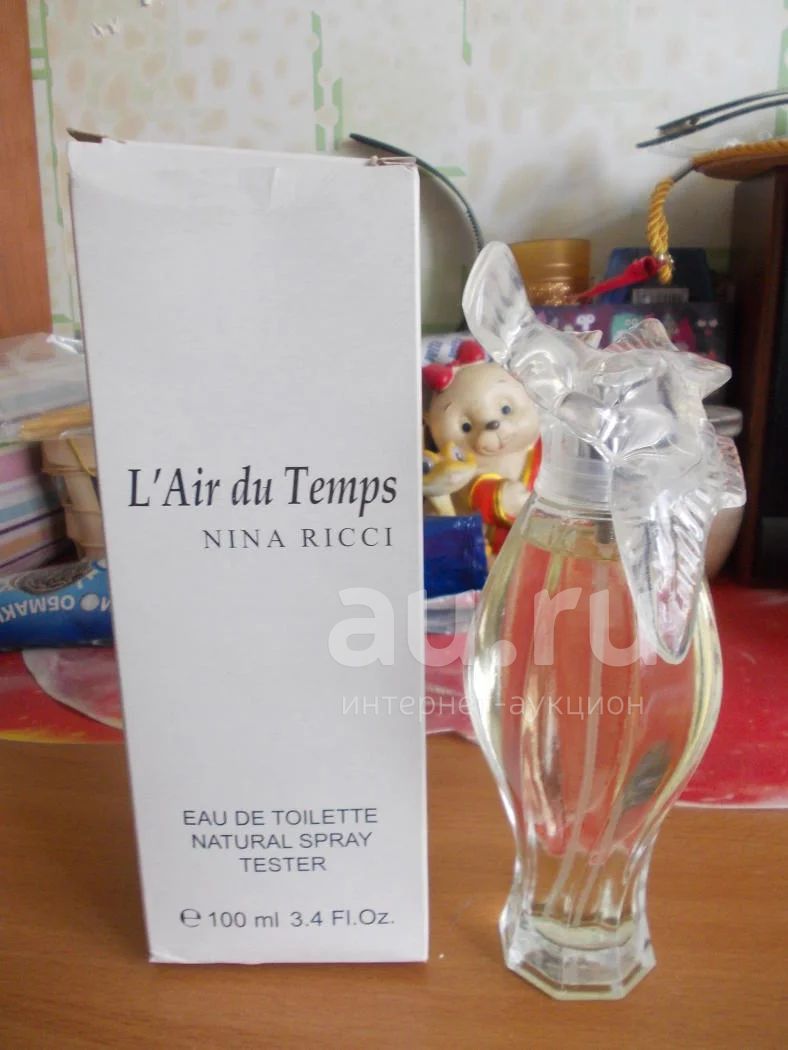 L'Air du Temps
NINA RICCI
EAU DE TOILETTE
NATURAL SPRAY
TESTER
℮ 100 ml 3.4 Fl.Oz.
au.ru
интернет-аукцион